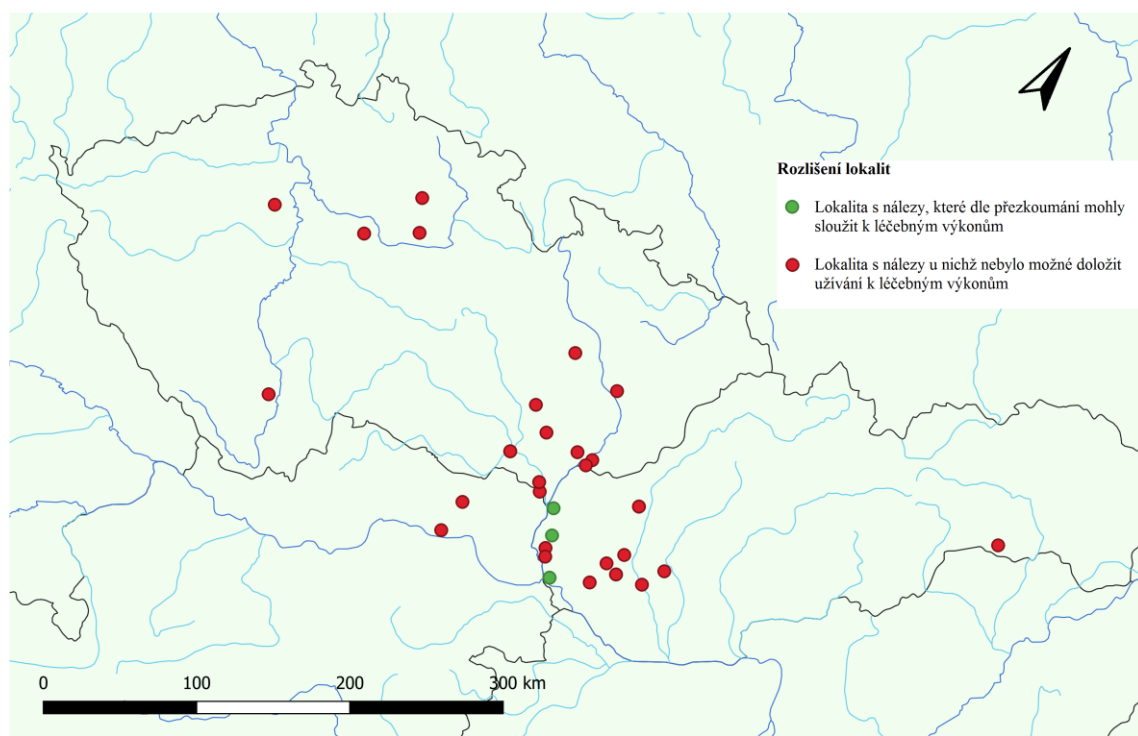 Rozlišení lokalit
Lokalita s nálezy, které dle přezkoumání mohly
sloužit k léčebným výkonům
Lokalita s nálezy u nichž nebylo možné doložit
užívání k léčebným výkonům
0 100 200 300 km